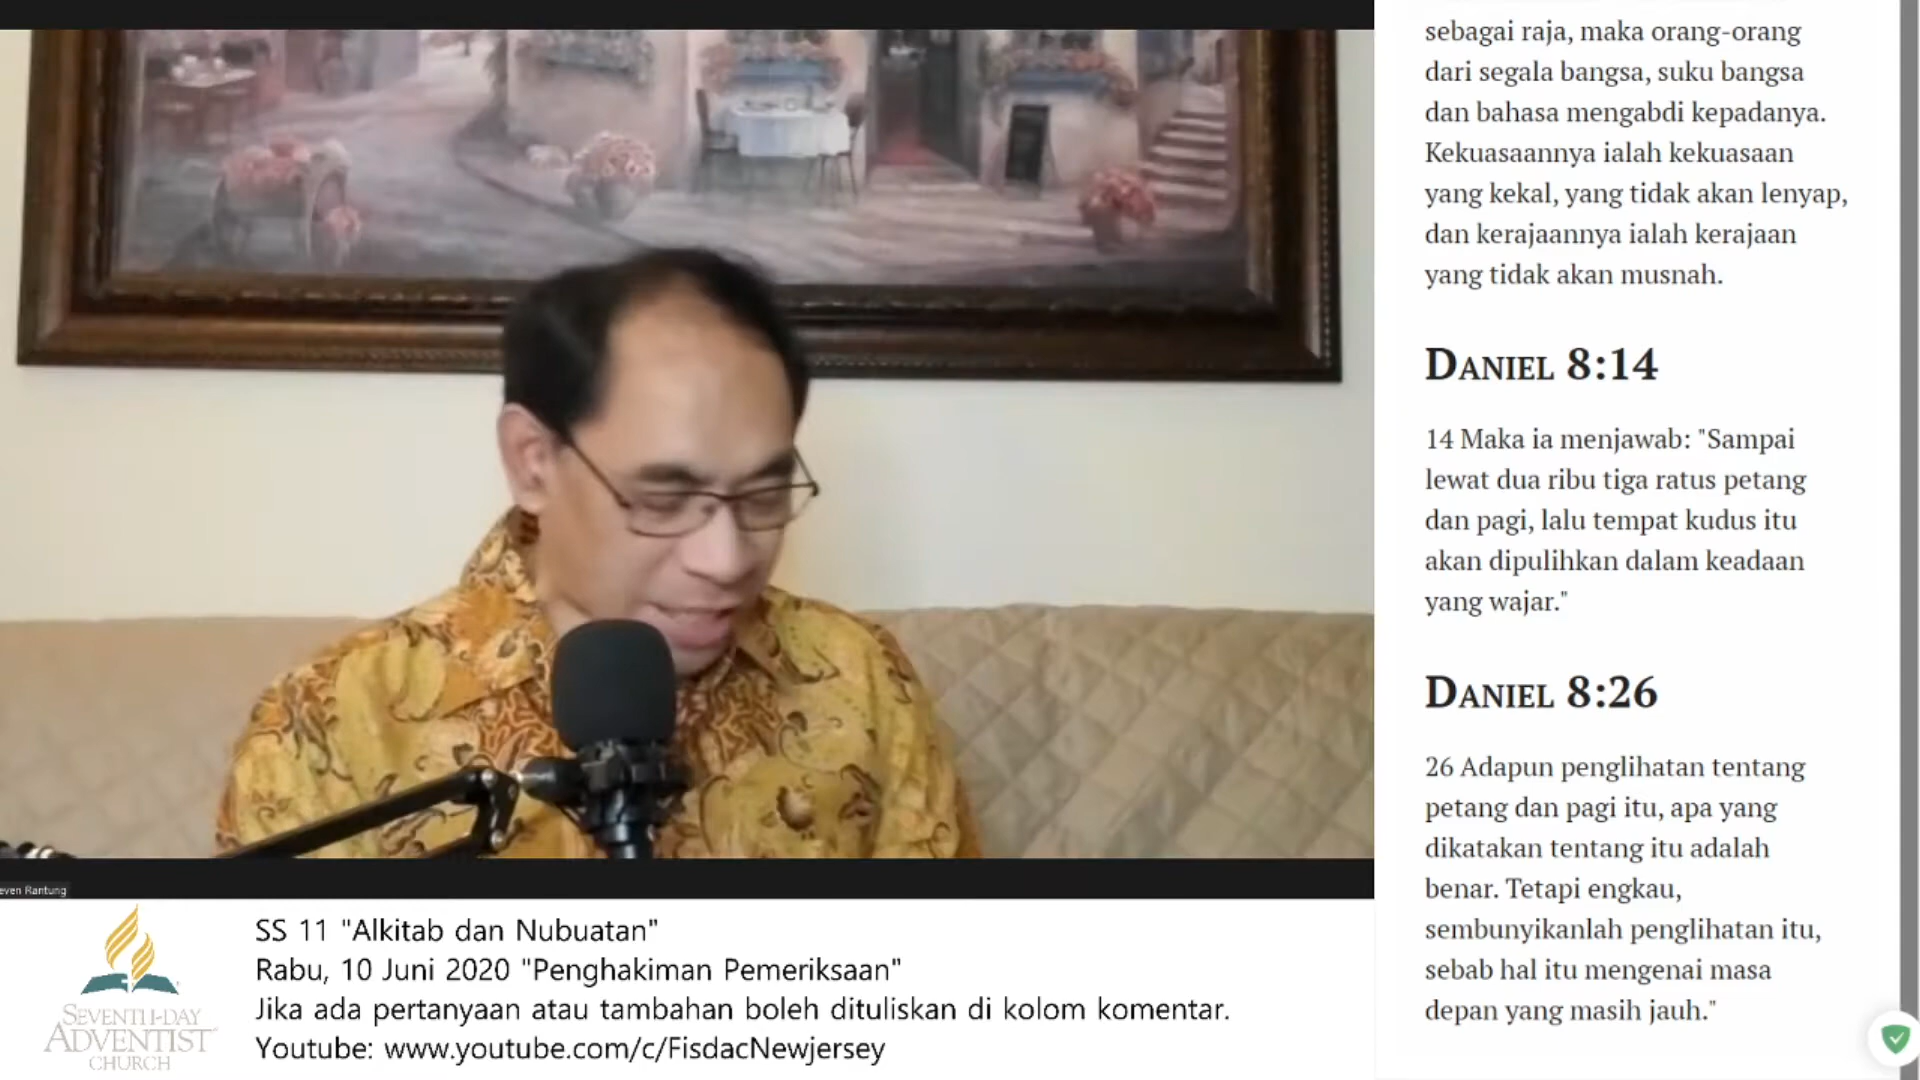 even Rantung
SEVENTH-DAY
ADVENTIST
CHURCH
SS 11 "Alkitab dan Nubuatan"
Rabu, 10 Juni 2020 "Penghakiman Pemeriksaan"
Jika ada pertanyaan atau tambahan boleh dituliskan di kolom komentar.
Youtube: www.youtube.com/c/FisdacNewjersey
sebagai raja, maka orang-orang
dari segala bangsa, suku bangsa
dan bahasa mengabdi kepadanya.
Kekuasaannya ialah kekuasaan
yang kekal, yang tidak akan lenyap,
dan kerajaannya ialah kerajaan
yang tidak akan musnah.
DANIEL 8:14
14 Maka ia menjawab: "Sampai
lewat dua ribu tiga ratus petang
dan pagi, lalu tempat kudus itu
akan dipulihkan dalam keadaan
yang wajar."
DANIEL 8:26
26 Adapun penglihatan tentang
petang dan pagi itu, apa yang
dikatakan tentang itu adalah
benar. Tetapi engkau,
sembunyikanlah penglihatan itu,
sebab hal itu mengenai masa
depan yang masih jauh."